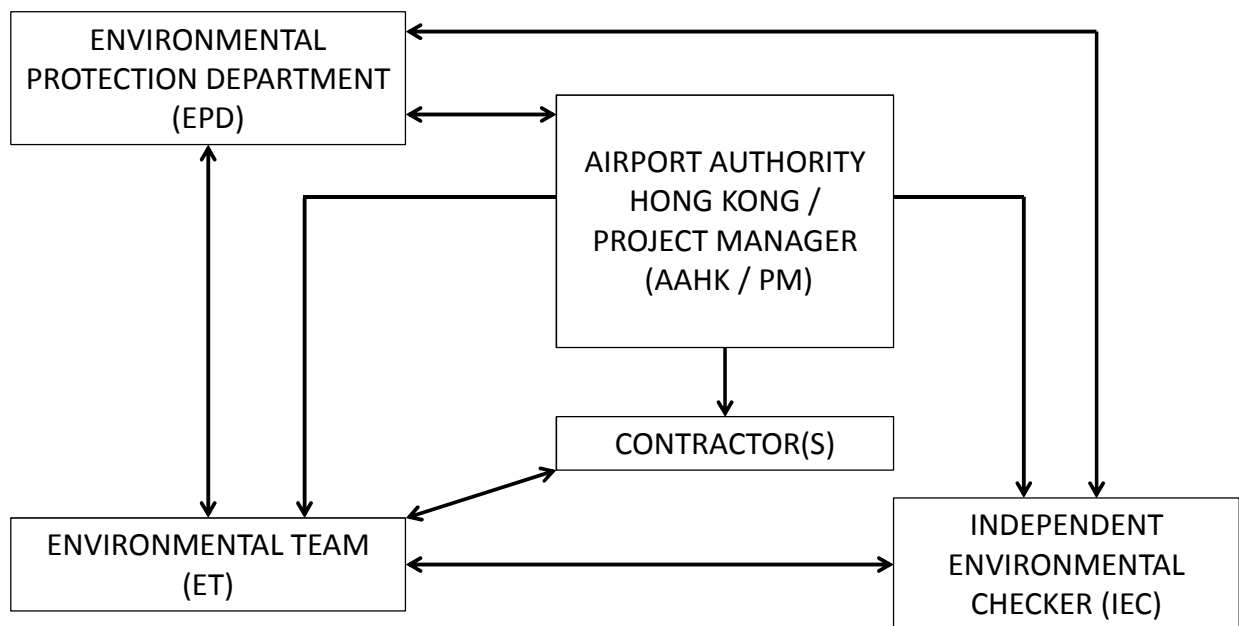 ENVIRONMENTAL
PROTECTION DEPARTMENT
(EPD)
AIRPORT AUTHORITY
HONG KONG /
PROJECT MANAGER
(AAHK / PM)
CONTRACTOR(S)
ENVIRONMENTAL TEAM
(ET)
INDEPENDENT
ENVIRONMENTAL
CHECKER (IEC)